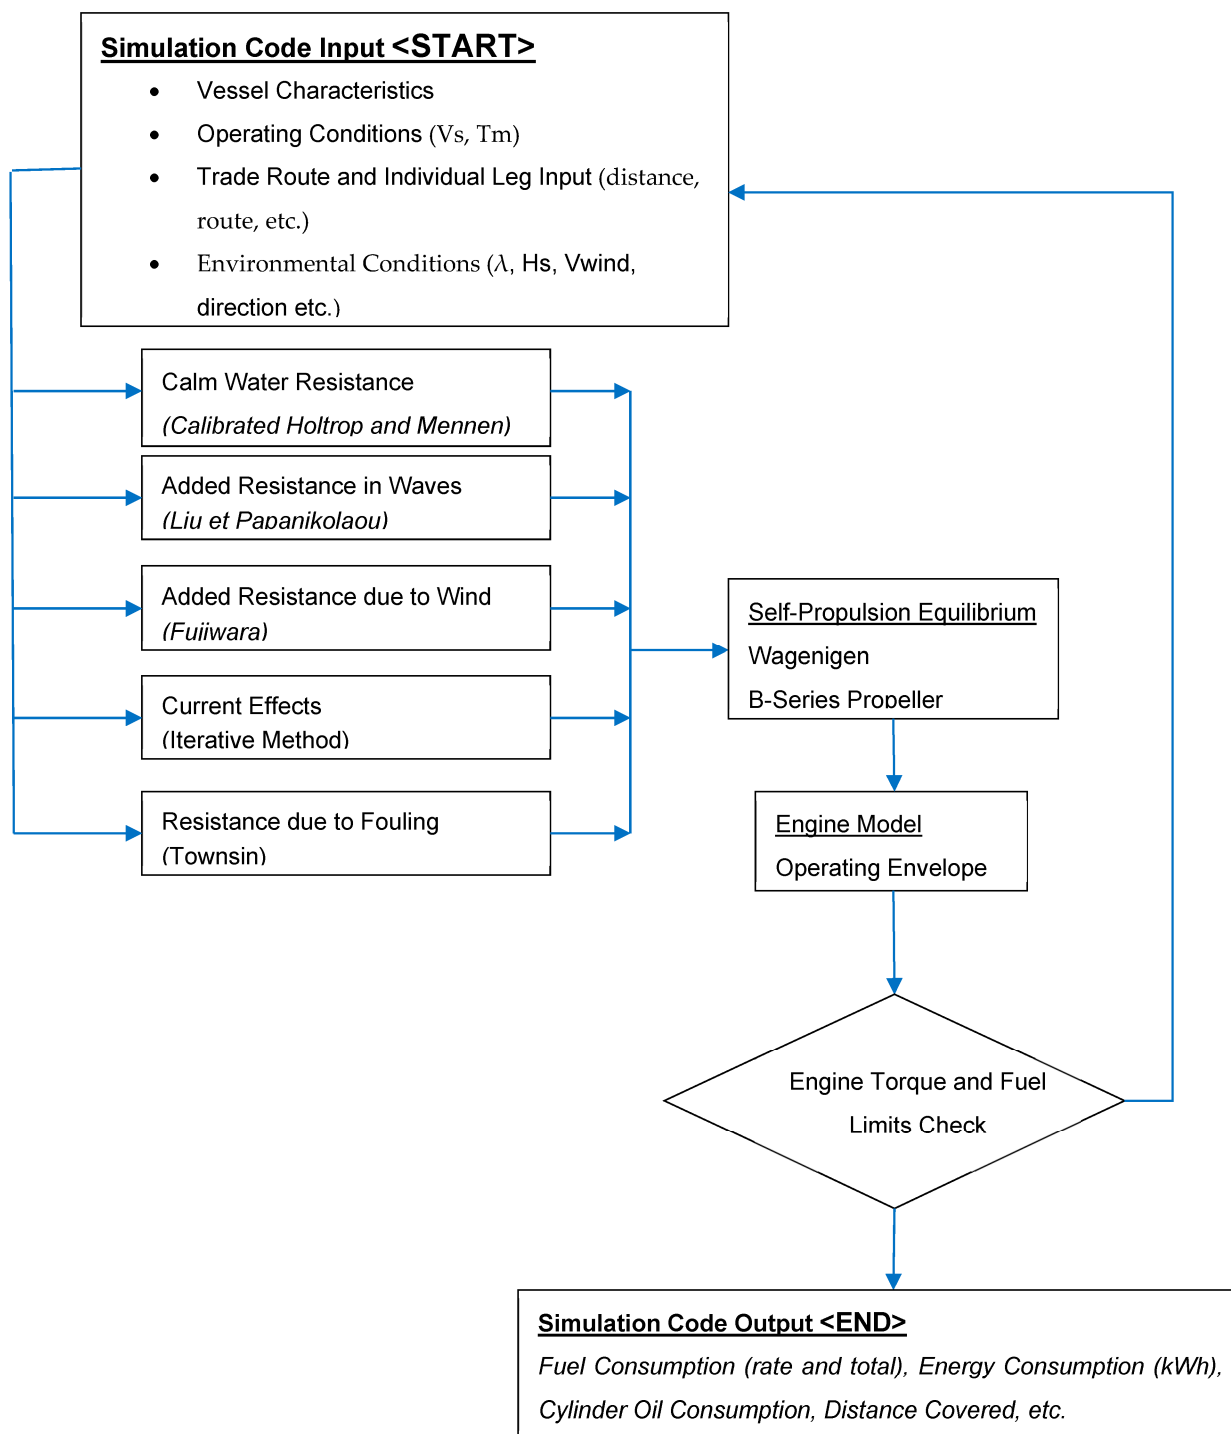 Simulation Code Input <START>
• Vessel Characteristics
• Operating Conditions (Vs, Tm)
• Trade Route and Individual Leg Input (distance,
route, etc.)
• Environmental Conditions (λ, Hs, Vwind,
direction etc.)
Calm Water Resistance
(Calibrated Holtrop and Mennen)
Added Resistance in Waves
(Liu et Papanikolaou)
Added Resistance due to Wind
(Fujiwara)
Current Effects
(Iterative Method)
Resistance due to Fouling
(Townsin)
Self-Propulsion Equilibrium
Wagenigen
B-Series Propeller
Engine Model
Operating Envelope
Engine Torque and Fuel
Limits Check
Simulation Code Output <END>
Fuel Consumption (rate and total), Energy Consumption (kWh),
Cylinder Oil Consumption, Distance Covered, etc.